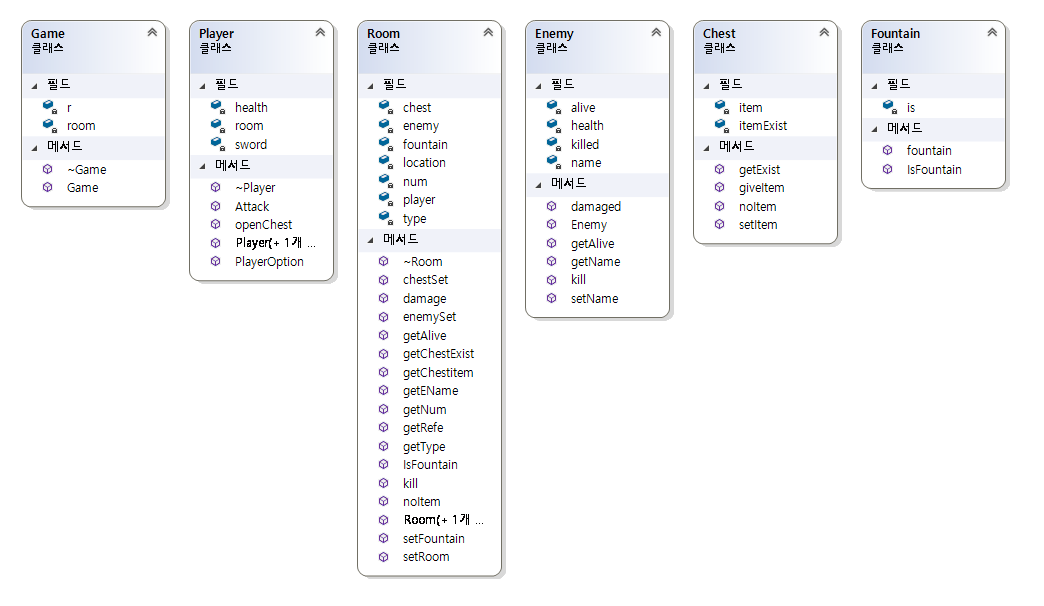 Game
클래스
필드
r
room
메서드
~Game
Game
Player
클래스
필드
health
room
sword
메서드
~Player
Attack
openChest
Player(+ 1개 ...
PlayerOption
Room
클래스
필드
chest
enemy
fountain
location
num
player
type
메서드
~Room
chestSet
damage
enemySet
getAlive
getChestExist
getChestitem
getEName
getNum
getRefe
getType
IsFountain
kill
noItem
Room(+ 1개 ...
setFountain
setRoom
Enemy
클래스
필드
alive
health
killed
name
메서드
damaged
Enemy
getAlive
getName
kill
setName
Chest
클래스
필드
item
itemExist
메서드
getExist
giveItem
noItem
setItem
Fountain
클래스
필드
is
메서드
fountain
IsFountain